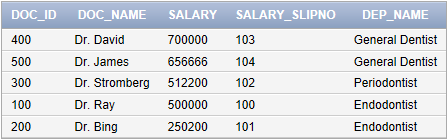 DOC_ID DOC_NAME SALARY SALARY_SLIPNO DEP_NAME
400 Dr. David 700000 103 General Dentist
500 Dr. James 656666 104 General Dentist
300 Dr. Stromberg 512200 102 Periodontist
100 Dr. Ray 500000 100 Endodontist
200 Dr. Bing 250200 101 Endodontist